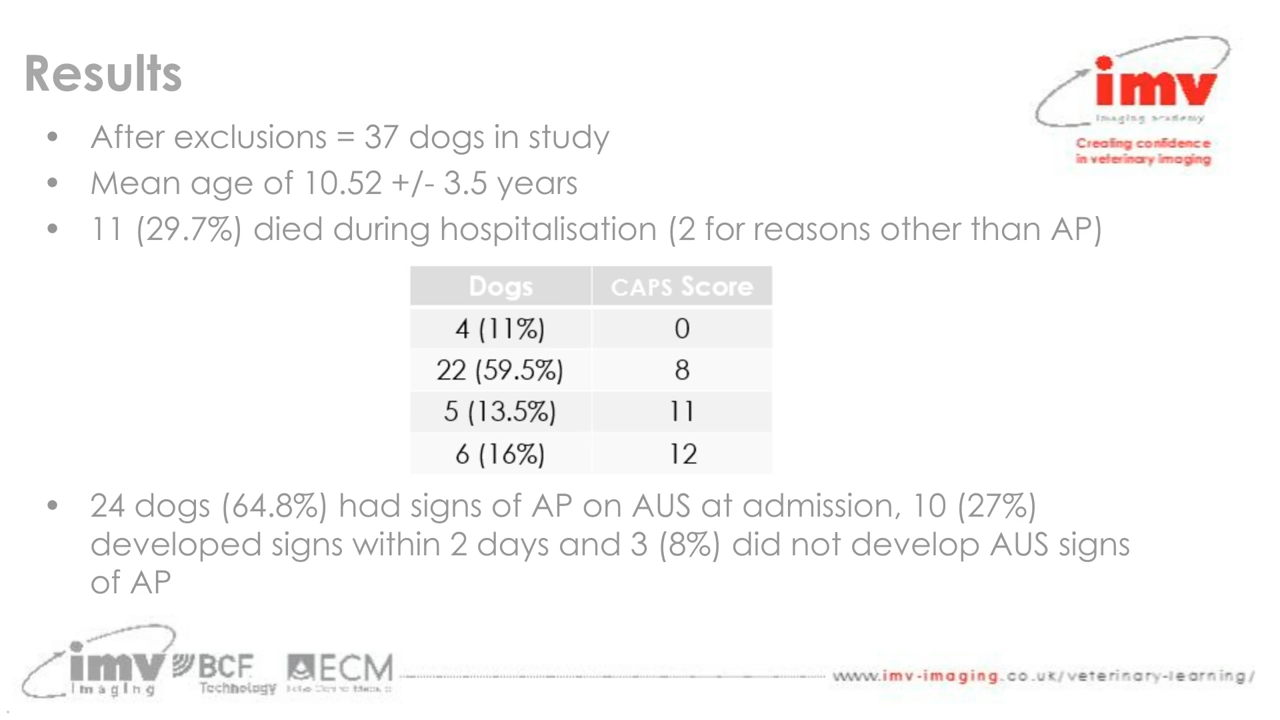 Results
imv
imaging academy
Creating confidence
in veterinary imaging
• After exclusions = 37 dogs in study
• Mean age of 10.52 +/- 3.5 years
• 11 (29.7%) died during hospitalisation (2 for reasons other than AP)
Dogs CAPS Score
4 (11%) 0
22 (59.5%) 8
5 (13.5%) 11
6 (16%) 12
• 24 dogs (64.8%) had signs of AP on AUS at admission, 10 (27%)
developed signs within 2 days and 3 (8%) did not develop AUS signs
of AP
imv
imaging
BCF
Technology
ECM
www.imv-imaging.co.uk/veterinary-learning/